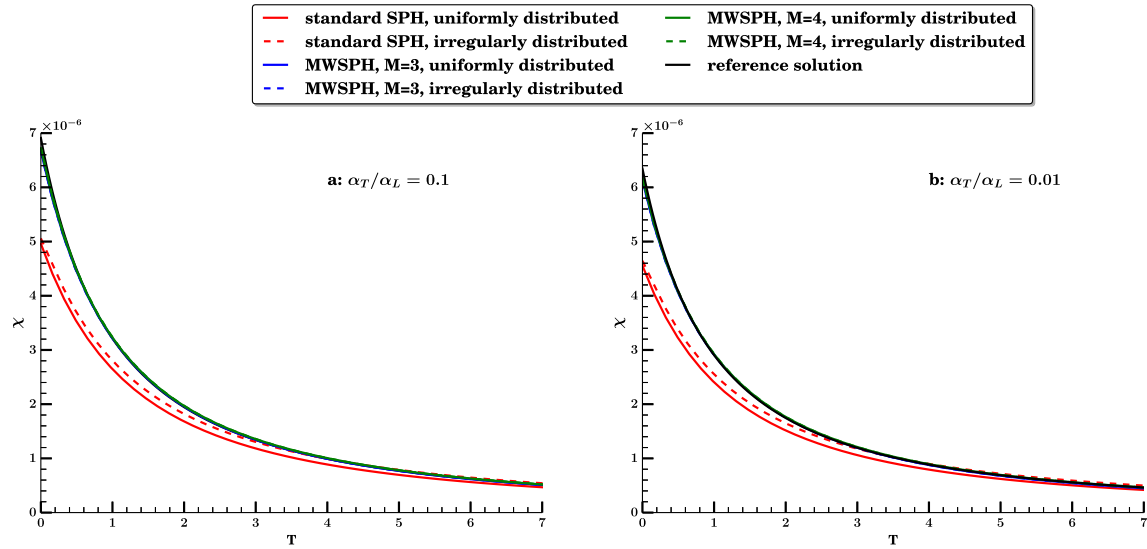 standard SPH, uniformly distributed
standard SPH, irregularly distributed
MWSPH, M=3, uniformly distributed
MWSPH, M=3, irregularly distributed
MWSPH, M=4, uniformly distributed
MWSPH, M=4, irregularly distributed
reference solution
×10⁻⁶
a: α_T/α_L = 0.1
χ
7
6
5
4
3
2
1
0
0 1 2 3 4 5 6 7
T
×10⁻⁶
b: α_T/α_L = 0.01
χ
7
6
5
4
3
2
1
0
0 1 2 3 4 5 6 7
T